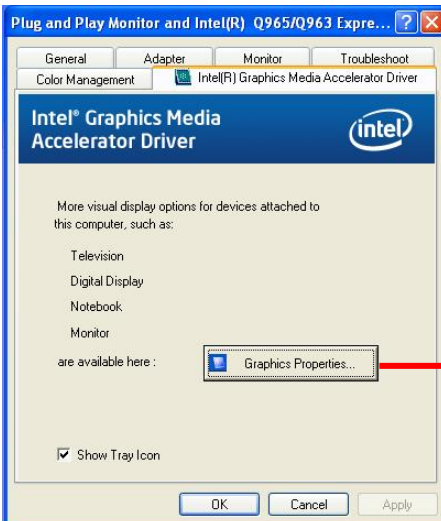 Plug and Play Monitor and Intel(R) Q965/Q963 Expre...
General Adapter Monitor Troubleshoot
Color Management Intel(R) Graphics Media Accelerator Driver
Intel® Graphics Media
Accelerator Driver
intel
More visual display options for devices attached to
this computer, such as:
Television
Digital Display
Notebook
Monitor
are available here :
Graphics Properties...
Show Tray Icon
OK Cancel Apply